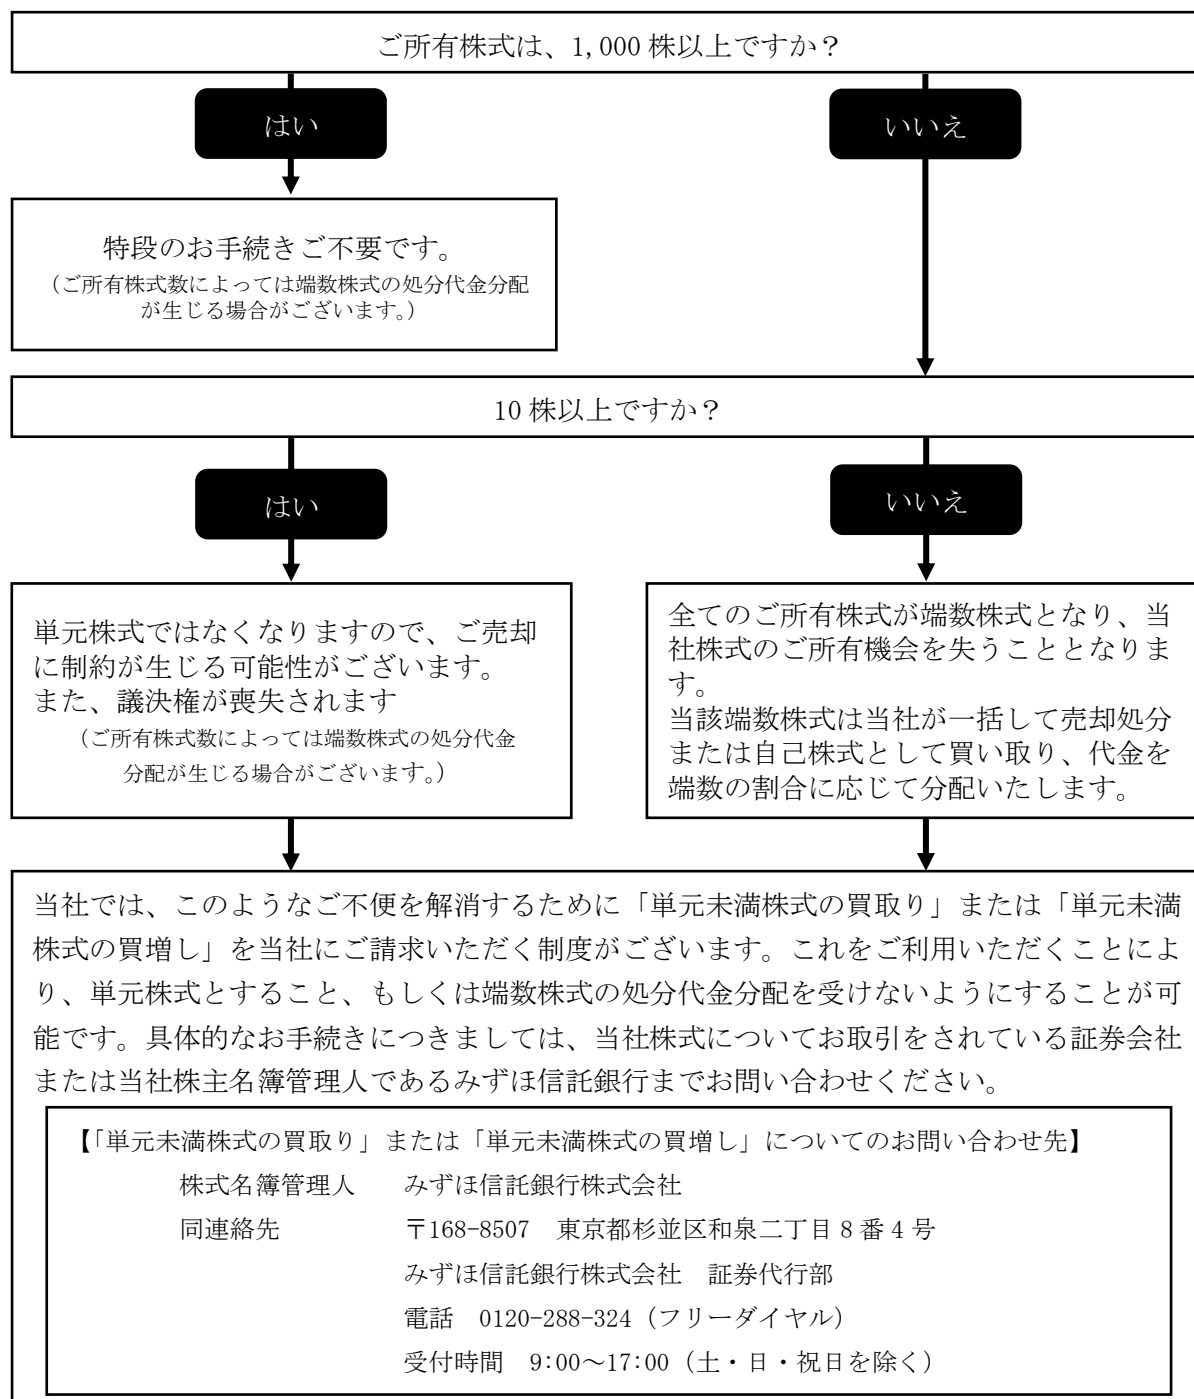 ご所有株式は、1,000 株以上ですか？
はい
いいえ
特段のお手続きご不要です。
（ご所有株式数によっては端数株式の処分代金分配
が生じる場合がございます。）
10 株以上ですか？
はい
いいえ
単元株式ではなくなりますので、ご売却
に制約が生じる可能性がございます。
また、議決権が喪失されます
（ご所有株式数によっては端数株式の処分代金
分配が生じる場合がございます。）
全てのご所有株式が端数株式となり、当
社株式のご所有機会を失うこととなりま
す。
当該端数株式は当社が一括して売却処分
または自己株式として買い取り、代金を
端数の割合に応じて分配いたします。
当社では、このようなご不便を解消するために「単元未満株式の買取り」または「単元未満
株式の買増し」を当社にご請求いただく制度がございます。これをご利用いただくことによ
り、単元株式とすること、もしくは端数株式の処分代金分配を受けないようにすることが可
能です。具体的なお手続きにつきましては、当社株式についてお取引をされている証券会社
または当社株主名簿管理人であるみずほ信託銀行までお問い合わせください。
【「単元未満株式の買取り」または「単元未満株式の買増し」についてのお問い合わせ先】
株式名簿管理人　みずほ信託銀行株式会社
同連絡先　〒168-8507　東京都杉並区和泉二丁目 8 番 4 号
みずほ信託銀行株式会社　証券代行部
電話　0120-288-324（フリーダイヤル）
受付時間　9:00～17:00（土・日・祝日を除く）